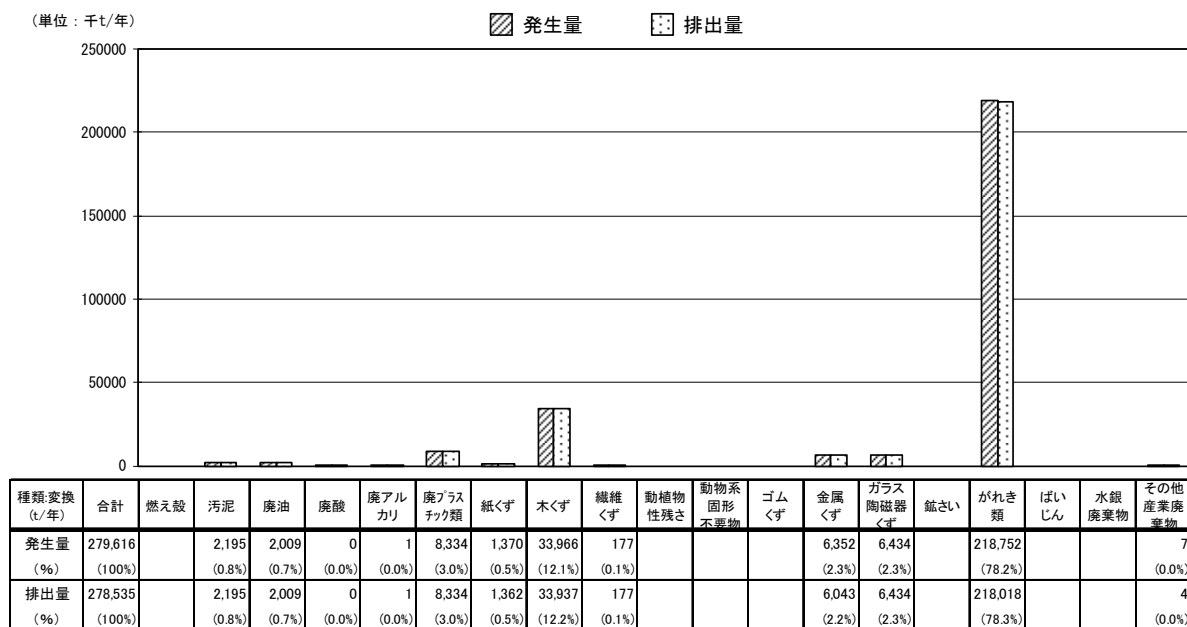 (単位：千t/年)
発生量 排出量
250000
200000
150000
100000
50000
0
種類:変換 (t/年) 合計 燃え殻 汚泥 廃油 廃酸 廃アルカリ 廃プラスチック類 紙くず 木くず 繊維くず 動植物性残さ 動物系固形不要物 ゴムくず 金属くず ガラス陶磁器くず 鉱さい がれき類 ばいじん 水銀廃棄物 その他産業廃棄物
発生量 279,616 2,195 2,009 0 1 8,334 1,370 33,966 177 6,352 6,434 218,752 7
(%) (100%) (0.8%) (0.7%) (0.0%) (0.0%) (3.0%) (0.5%) (12.1%) (0.1%) (2.3%) (2.3%) (78.2%) (0.0%)
排出量 278,535 2,195 2,009 0 1 8,334 1,362 33,937 177 6,043 6,434 218,018 4
(%) (100%) (0.8%) (0.7%) (0.0%) (0.0%) (3.0%) (0.5%) (12.2%) (0.1%) (2.2%) (2.3%) (78.3%) (0.0%)